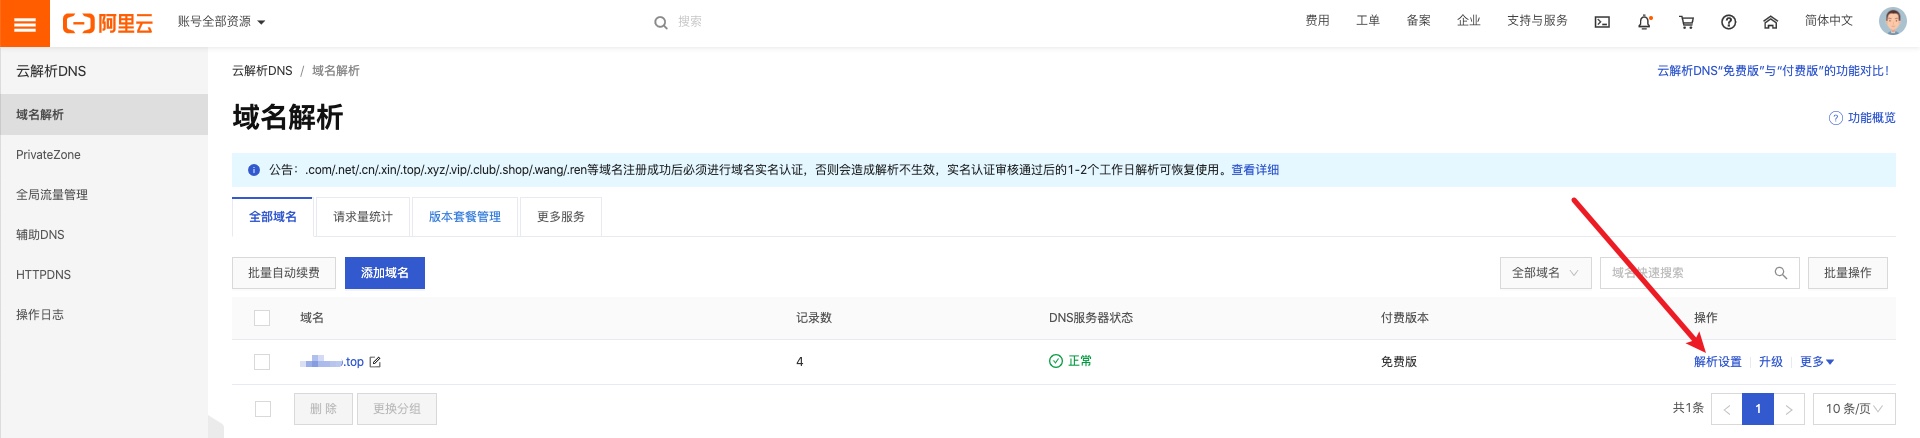 阿里云 账号全部资源 搜索 费用 工单 备案 企业 支持与服务 简体中文
云解析DNS
域名解析
PrivateZone
全局流量管理
辅助DNS
HTTPDNS
操作日志
云解析DNS / 域名解析 云解析DNS“免费版”与“付费版”的功能对比!
域名解析 功能概览
公告：.com/.net/.cn/.xin/.top/.xyz/.vip/.club/.shop/.wang/.ren等域名注册成功后必须进行域名实名认证，否则会造成解析不生效，实名认证审核通过后的1-2个工作日解析可恢复使用。查看详细
全部域名 请求量统计 版本套餐管理 更多服务
批量自动续费 添加域名 全部域名 域名快速搜索 批量操作
域名 记录数 DNS服务器状态 付费版本 操作
.top 4 正常 免费版 解析设置 升级 更多
删 除 更换分组 共1条 < 1 > 10 条/页